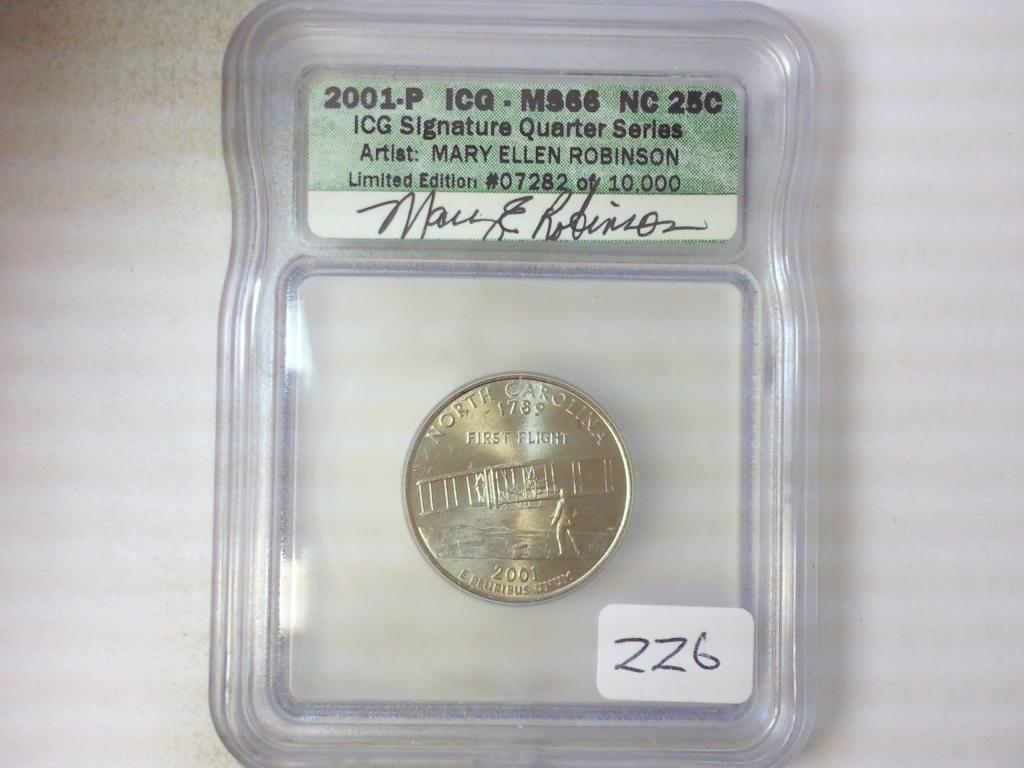 2001-P ICG - MS66 NC 25C
ICG Signature Quarter Series
Artist: MARY ELLEN ROBINSON
Limited Edition #07282 of 10,000
Mary E Robinson
NORTH CAROLINA
1789
FIRST FLIGHT
2001
E PLURIBUS UNUM
226